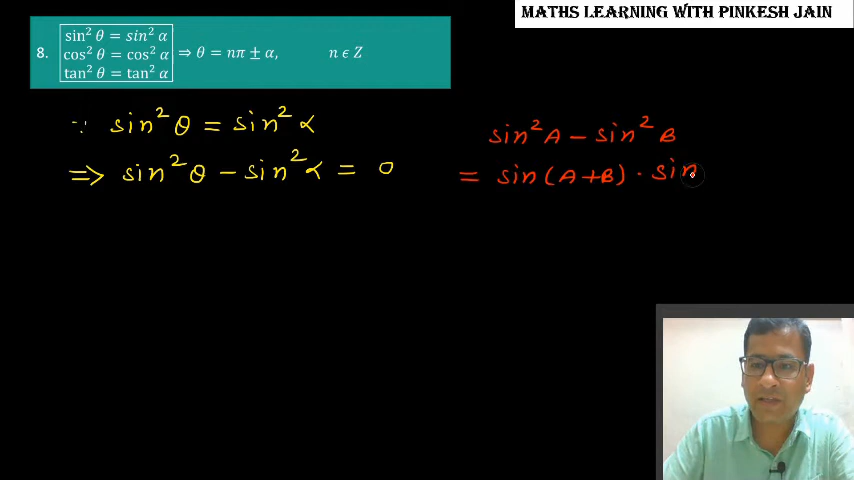 MATHS LEARNING WITH PINKESH JAIN
8. sin² θ = sin² α
cos² θ = cos² α ⇒ θ = nπ ± α, n ϵ Z
tan² θ = tan² α
∵ sin²θ = sin²α
⇒ sin²θ − sin²α = 0
sin²A − sin²B
= sin(A+B) · sin